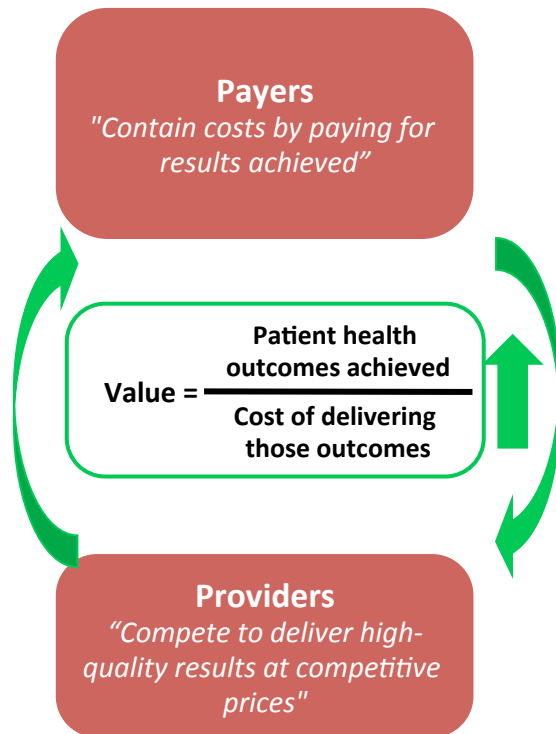 Payers
"Contain costs by paying for
results achieved”
Patient health
outcomes achieved
Value =
Cost of delivering
those outcomes
Providers
“Compete to deliver high-
quality results at competitive
prices"